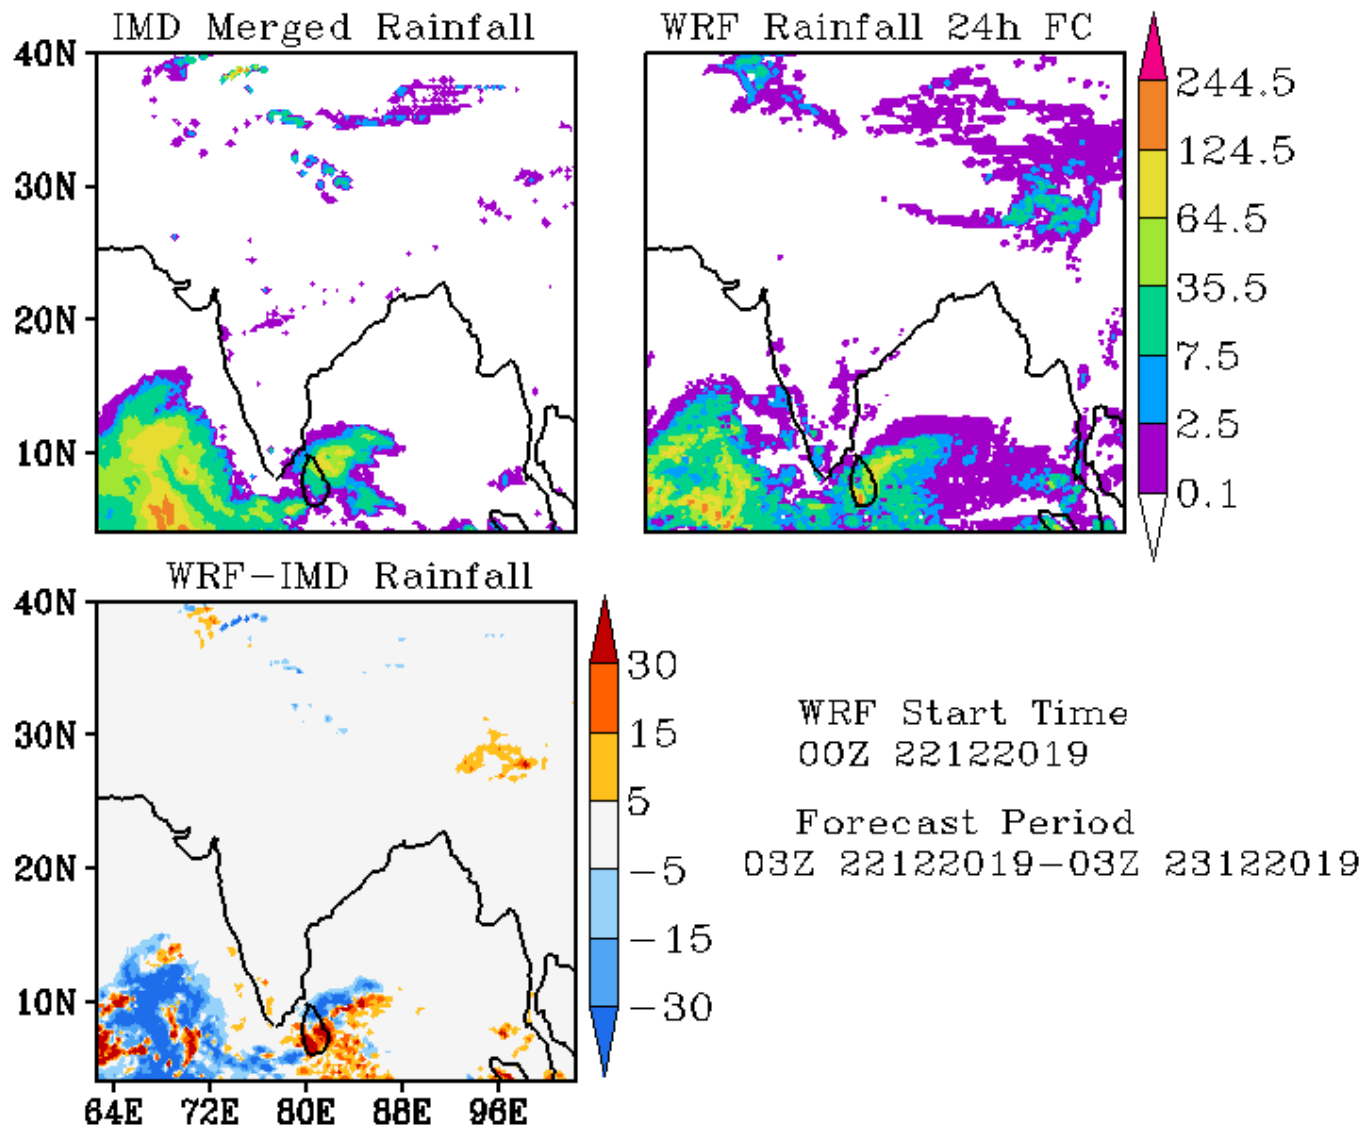 IMD Merged Rainfall
WRF Rainfall 24h FC
40N
30N
20N
10N
244.5
124.5
64.5
35.5
7.5
2.5
0.1
WRF-IMD Rainfall
40N
30N
20N
10N
64E 72E 80E 88E 96E
30
15
5
-5
-15
-30
WRF Start Time
00Z 22122019
Forecast Period
03Z 22122019-03Z 23122019